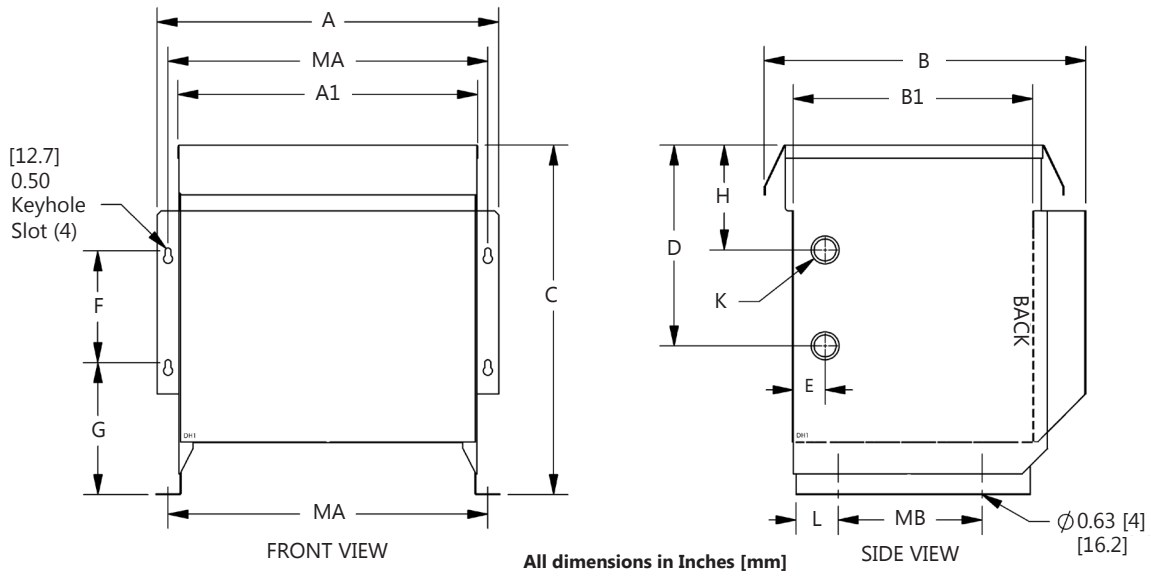 A
MA
A1
[12.7]
0.50
Keyhole
Slot (4)
F
G
C
DH1
MA
FRONT VIEW
B
B1
H
D
K
BACK
E
DH1
L
MB
Ø0.63 [4]
[16.2]
SIDE VIEW
All dimensions in Inches [mm]